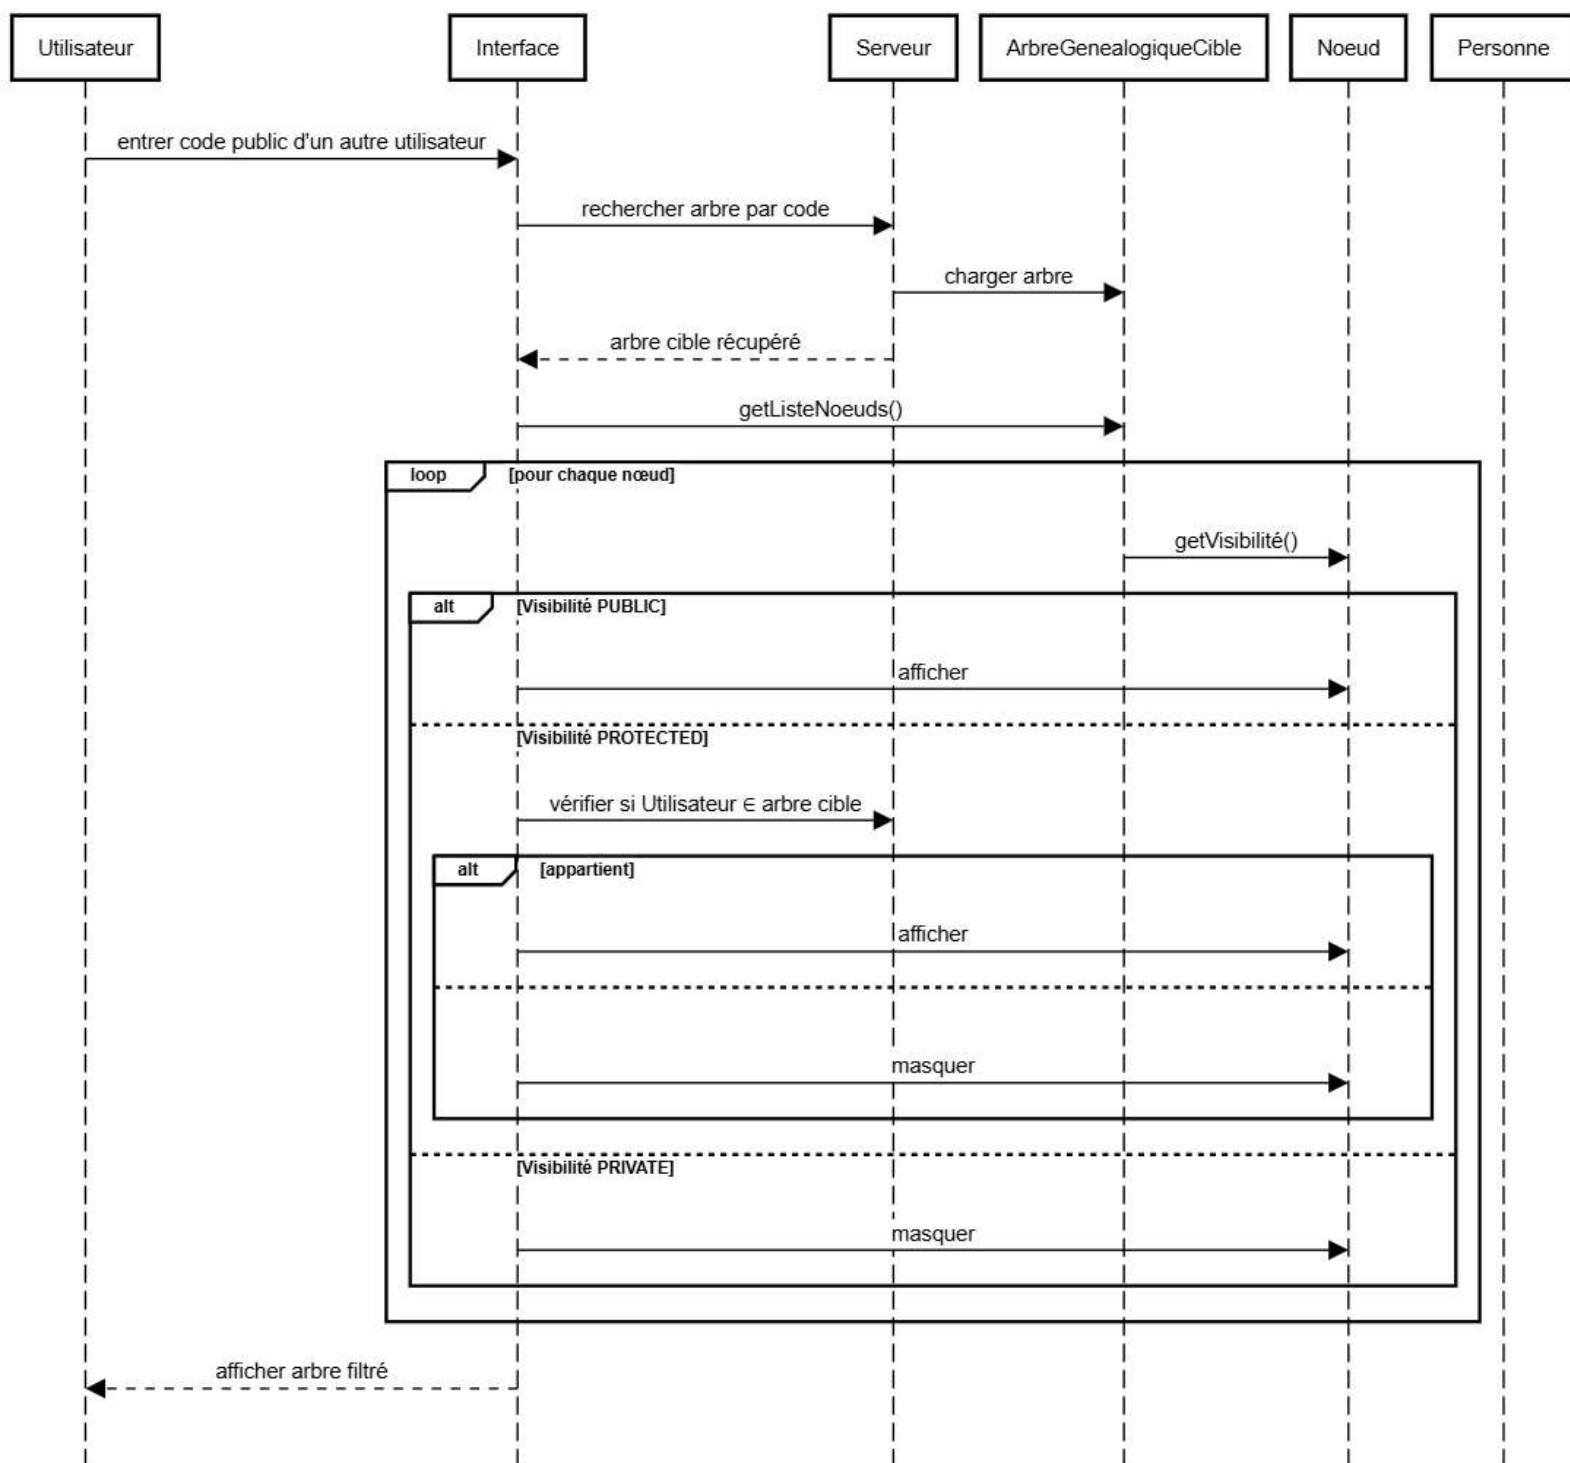 Utilisateur
Interface
Serveur
ArbreGenealogiqueCible
Noeud
Personne
entrer code public d'un autre utilisateur
rechercher arbre par code
charger arbre
arbre cible récupéré
getListeNoeuds()
loop
[pour chaque nœud]
getVisibilité()
alt
[Visibilité PUBLIC]
afficher
[Visibilité PROTECTED]
vérifier si Utilisateur ∈ arbre cible
alt
[appartient]
afficher
masquer
[Visibilité PRIVATE]
masquer
afficher arbre filtré